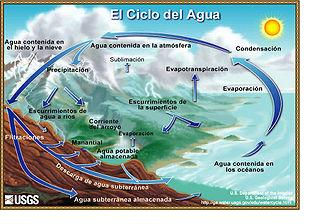 El Ciclo del Agua
Agua contenida en
el hielo y la nieve
Agua contenida en la atmósfera
Condensación
Sublimación
Precipitación
Evapotranspiración
Evaporación
Escurrimientos de
agua a ríos
Escurrimientos de
la superficie
Corriente
del arroyo
Filtraciones
Evaporación
Manantial
Agua potable
almacenada
Agua contenida en
los océanos
Descarga de agua subterránea
Agua subterránea almacenada
USGS
U.S. Department of the Interior
U.S. Geological Survey